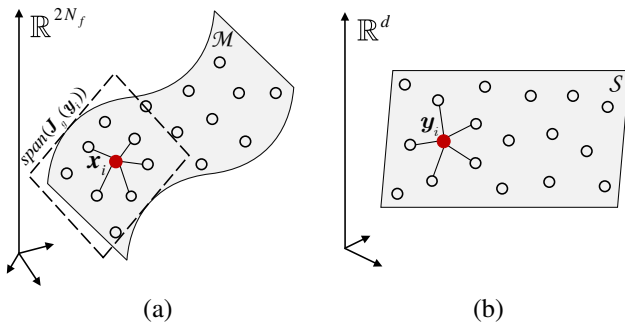 ℝ^{2N_f}
ℳ
span(J_g(y_i))
x_i
(a)
ℝ^d
𝒮
y_i
(b)